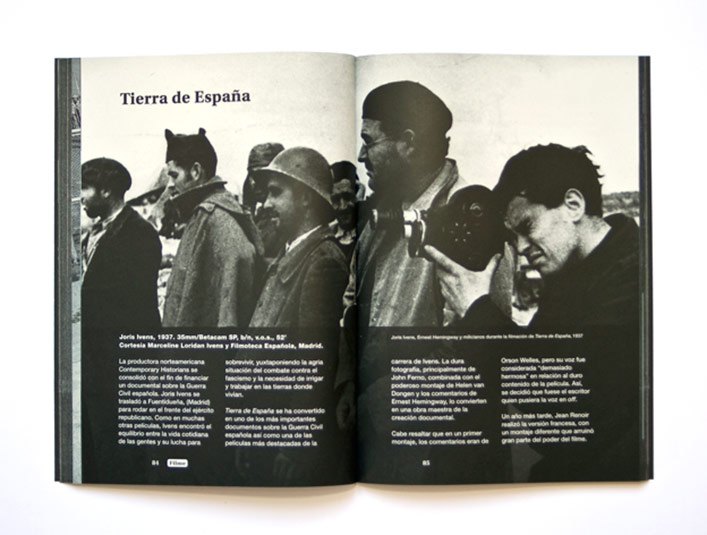 Tierra de España
Joris Ivens, 1937. 35mm/Betacam SP, b/n, v.o.s., 52'
Cortesía Marceline Loridan Ivens y Filmoteca Española, Madrid.
La productora norteamericana
Contemporary Historians se
consolidó con el fin de financiar
un documental sobre la Guerra
Civil española. Joris Ivens se
trasladó a Fuentidueña, (Madrid)
para rodar en el frente del ejército
republicano. Como en muchas
otras películas, Ivens encontró el
equilibrio entre la vida cotidiana
de las gentes y su lucha para
sobrevivir, yuxtaponiendo la agria
situación del combate contra el
fascismo y la necesidad de irrigar
y trabajar en las tierras donde
vivían.
Tierra de España se ha convertido
en uno de los más importantes
documentos sobre la Guerra Civil
española así como una de las
películas más destacadas de la
84 Filme
Joris Ivens, Ernest Hemingway y milicianos durante la filmación de Tierra de España, 1937
carrera de Ivens. La dura
fotografía, principalmente de
John Ferno, combinada con el
poderoso montaje de Helen van
Dongen y los comentarios de
Ernest Hemingway, lo convierten
en una obra maestra de la
creación documental.
Cabe resaltar que en un primer
montaje, los comentarios eran de
Orson Welles, pero su voz fue
considerada "demasiado
hermosa" en relación al duro
contenido de la película. Así,
se decidió que fuese el escritor
quien pusiera la voz en off.
Un año más tarde, Jean Renoir
realizó la versión francesa, con
un montaje diferente que arruinó
gran parte del poder del filme.
85